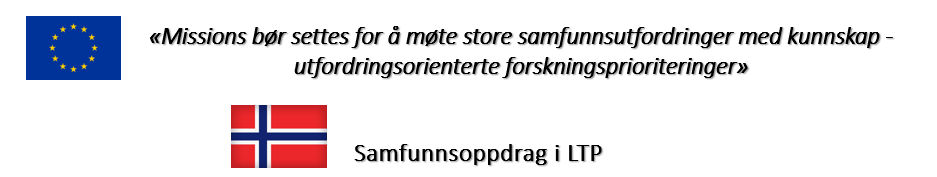 «Missions bør settes for å møte store samfunnsutfordringer med kunnskap -
utfordringsorienterte forskningsprioriteringer»
Samfunnsoppdrag i LTP